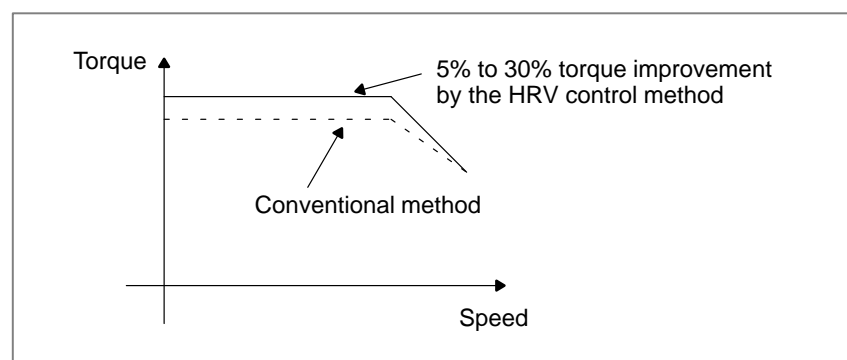 Torque
5% to 30% torque improvement
by the HRV control method
Conventional method
Speed